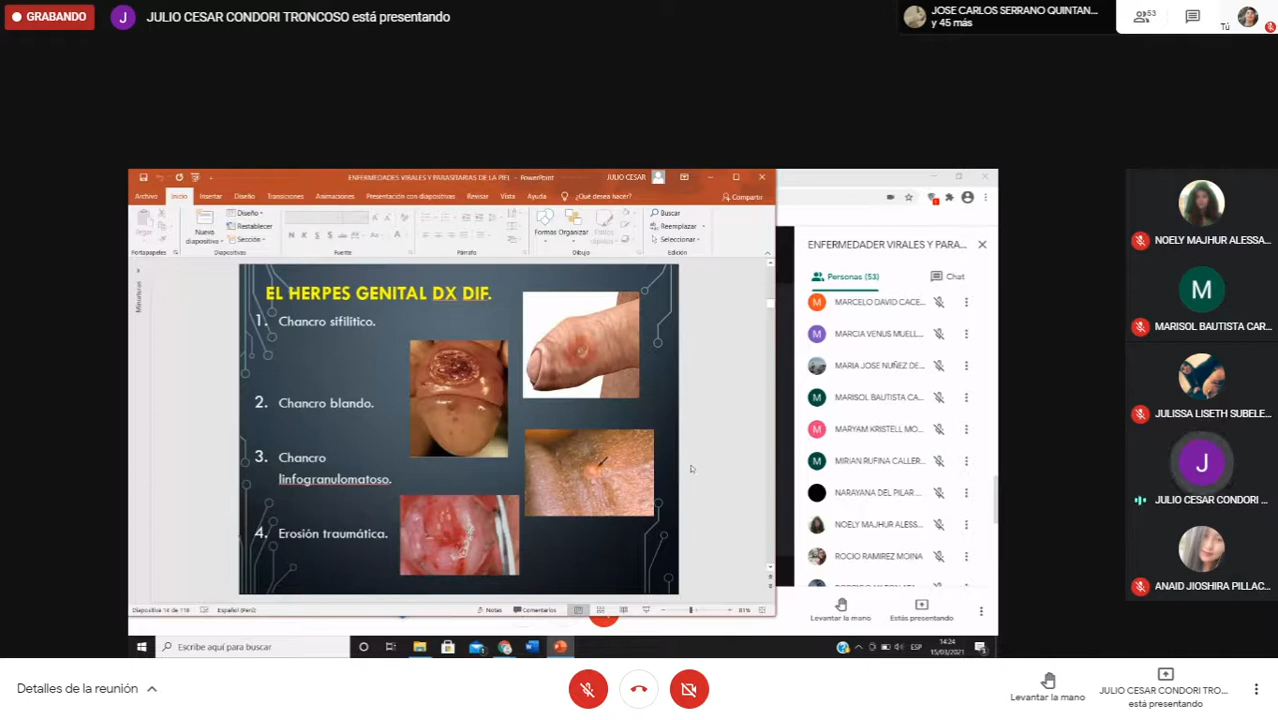 GRABANDO
J
JULIO CESAR CONDORI TRONCOSO está presentando
JOSE CARLOS SERRANO QUINTAN...
y 45 más
53
Tú
ENFERMEDADES VIRALES Y PARASITARIAS DE LA PIEL - PowerPoint
JULIO CESAR
Archivo
Inicio
Insertar
Diseño
Transiciones
Animaciones
Presentación con diapositivas
Revisar
Vista
Ayuda
¿Qué desea hacer?
Compartir
Pegar
Nueva
diapositiva
Diseño
Restablecer
Sección
Formas
Organizar
Estilos
rápidos
Buscar
Reemplazar
Seleccionar
Portapapeles
Diapositivas
Fuente
Párrafo
Dibujo
Edición
Miniaturas
EL HERPES GENITAL DX DIF.
1. Chancro sifilítico.
2. Chancro blando.
3. Chancro
linfogranulomatoso.
4. Erosión traumática.
Diapositiva 14 de 118
Español (Perú)
Notas
Comentarios
81%
ENFERMEDADER VIRALES Y PARA...
Personas (53)
Chat
MARCELO DAVID CACE...
MARCIA VENUS MUELL...
MARIA JOSE NUÑEZ DE...
M
MARISOL BAUTISTA CA...
M
MARYAM KRISTELL MO...
M
MIRIAN RUFINA CALLER...
NARAYANA DEL PILAR ...
NOELY MAJHUR ALESS...
ROCIO RAMIREZ MOINA
Levantar la mano
Estás presentando
Escribe aquí para buscar
ESP
14:24
15/03/2021
NOELY MAJHUR ALESSA...
M
MARISOL BAUTISTA CAR...
JULISSA LISETH SUBELE...
J
JULIO CESAR CONDORI ...
ANAID JIOSHIRA PILLAC...
Detalles de la reunión
Levantar la mano
JULIO CESAR CONDORI TRO...
está presentando